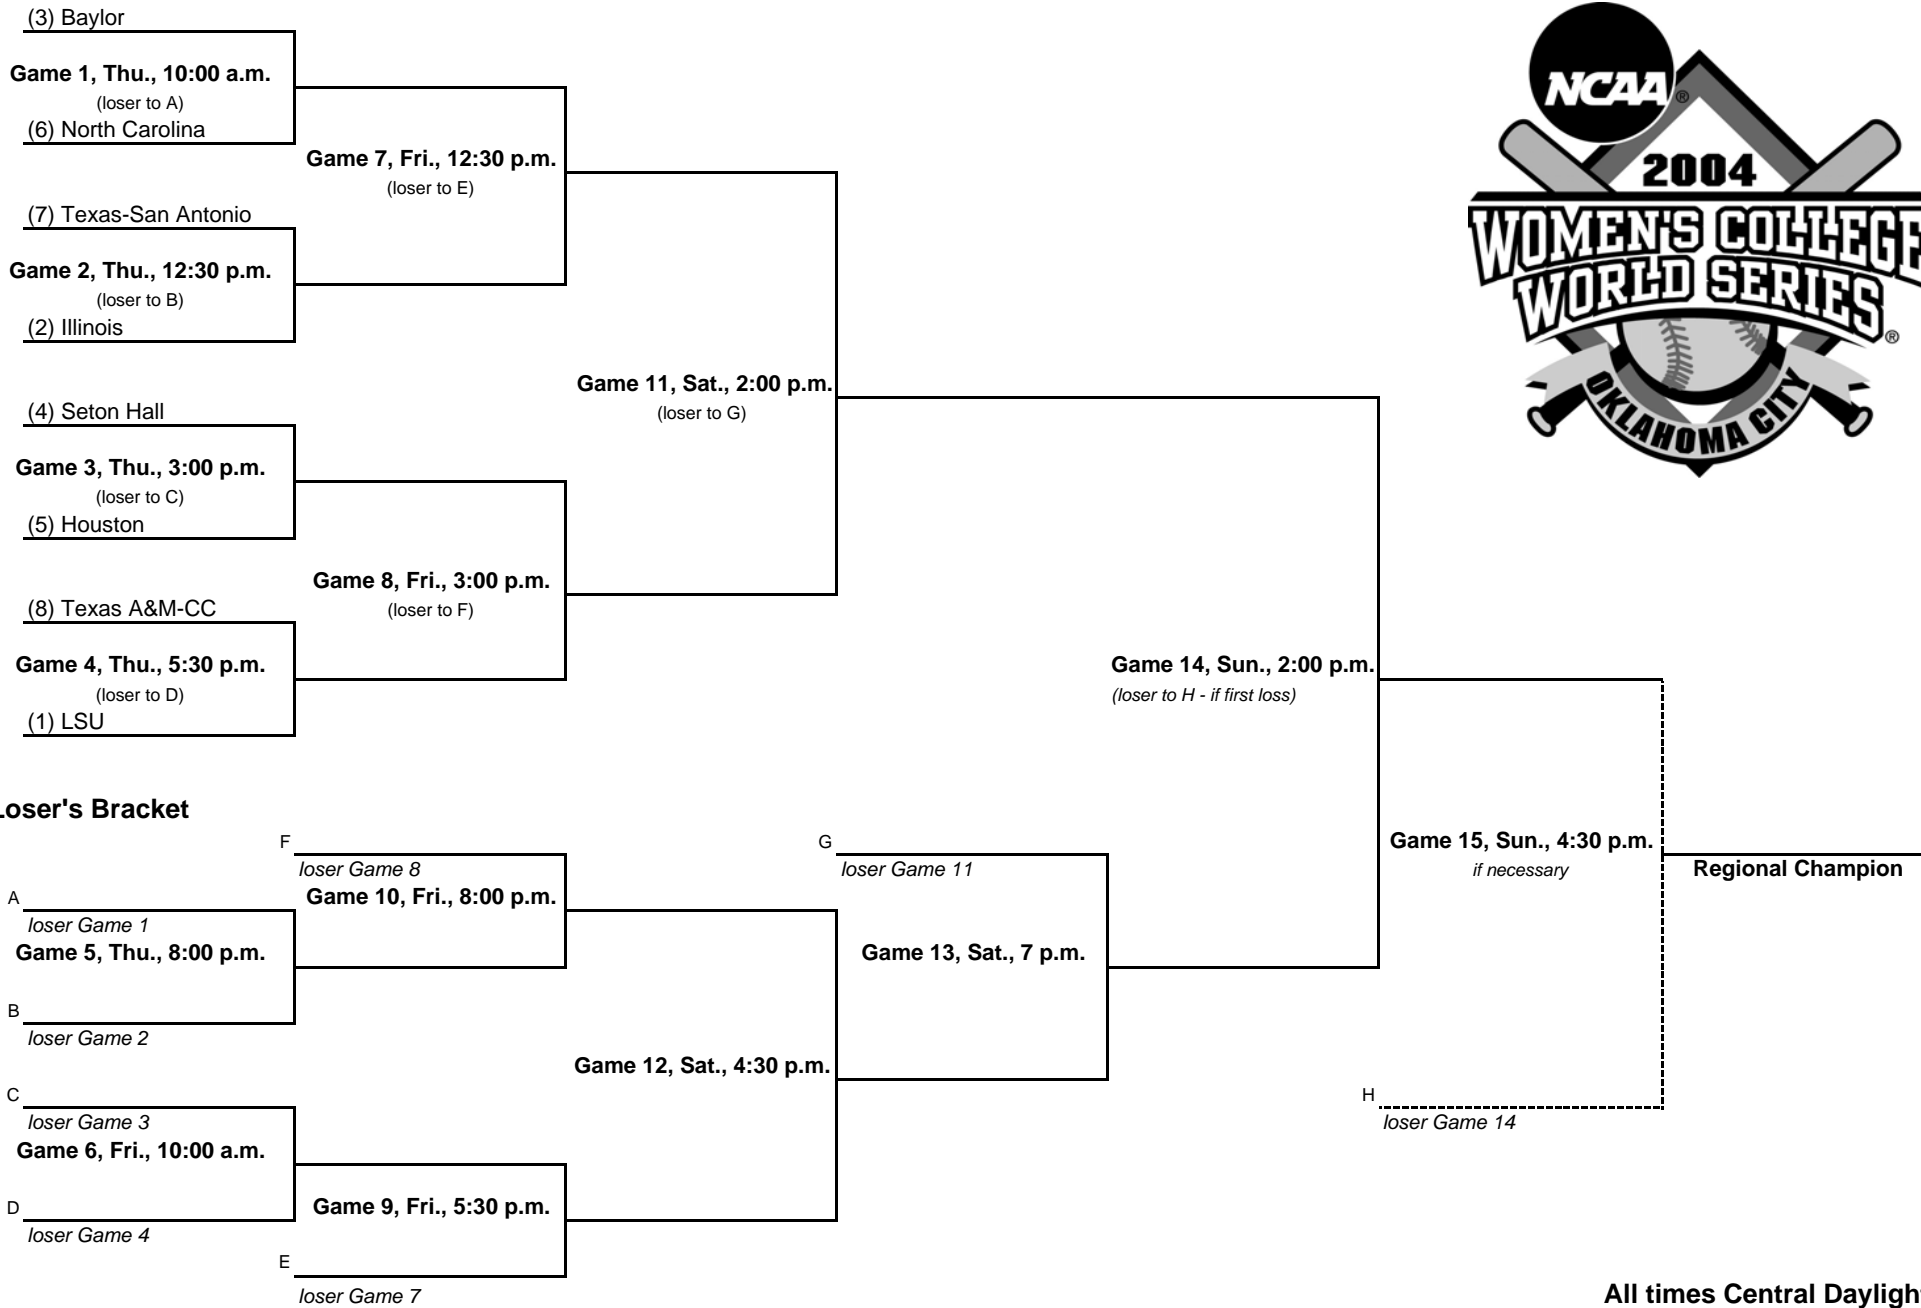 (3) Baylor
Game 1, Thu., 10:00 a.m.
(loser to A)
(6) North Carolina
Game 7, Fri., 12:30 p.m.
(loser to E)
(7) Texas-San Antonio
Game 2, Thu., 12:30 p.m.
(loser to B)
(2) Illinois
Game 11, Sat., 2:00 p.m.
(loser to G)
(4) Seton Hall
Game 3, Thu., 3:00 p.m.
(loser to C)
(5) Houston
Game 8, Fri., 3:00 p.m.
(loser to F)
(8) Texas A&M-CC
Game 4, Thu., 5:30 p.m.
(loser to D)
(1) LSU
Game 14, Sun., 2:00 p.m.
(loser to H - if first loss)
NCAA
®
2004
WOMEN'S COLLEGE
WORLD SERIES
®
OKLAHOMA CITY
Loser's Bracket
F
loser Game 8
Game 10, Fri., 8:00 p.m.
A
loser Game 1
Game 5, Thu., 8:00 p.m.
B
loser Game 2
G
loser Game 11
Game 13, Sat., 7 p.m.
Game 15, Sun., 4:30 p.m.
if necessary
Regional Champion
Game 12, Sat., 4:30 p.m.
C
loser Game 3
Game 6, Fri., 10:00 a.m.
D
loser Game 4
Game 9, Fri., 5:30 p.m.
E
loser Game 7
H
loser Game 14
All times Central Daylight